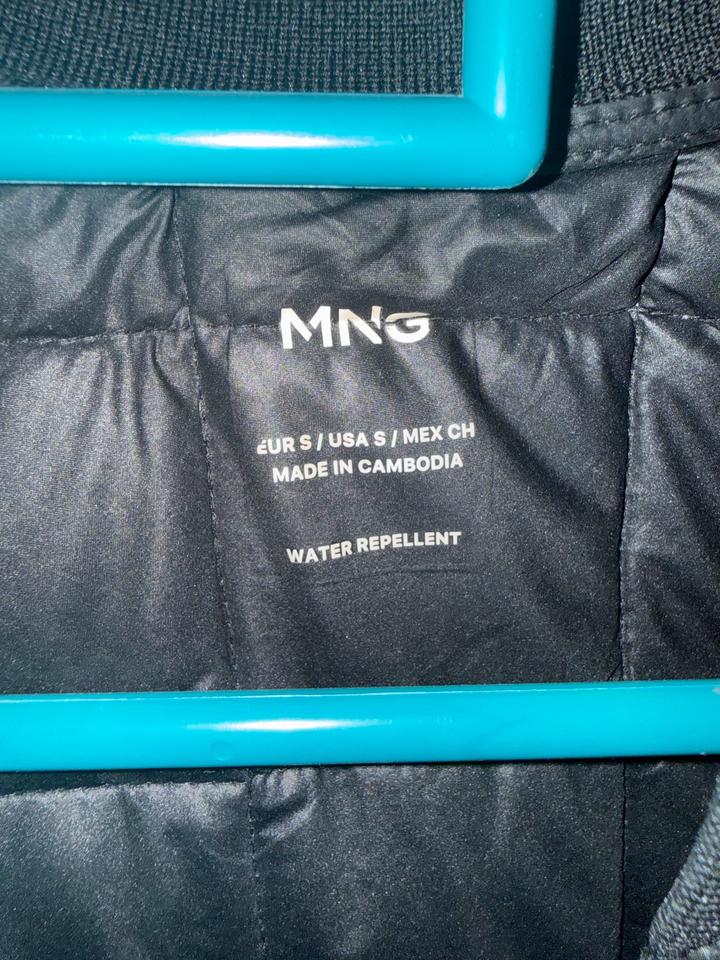 MNG
EUR S / USA S / MEX CH
MADE IN CAMBODIA
WATER REPELLENT